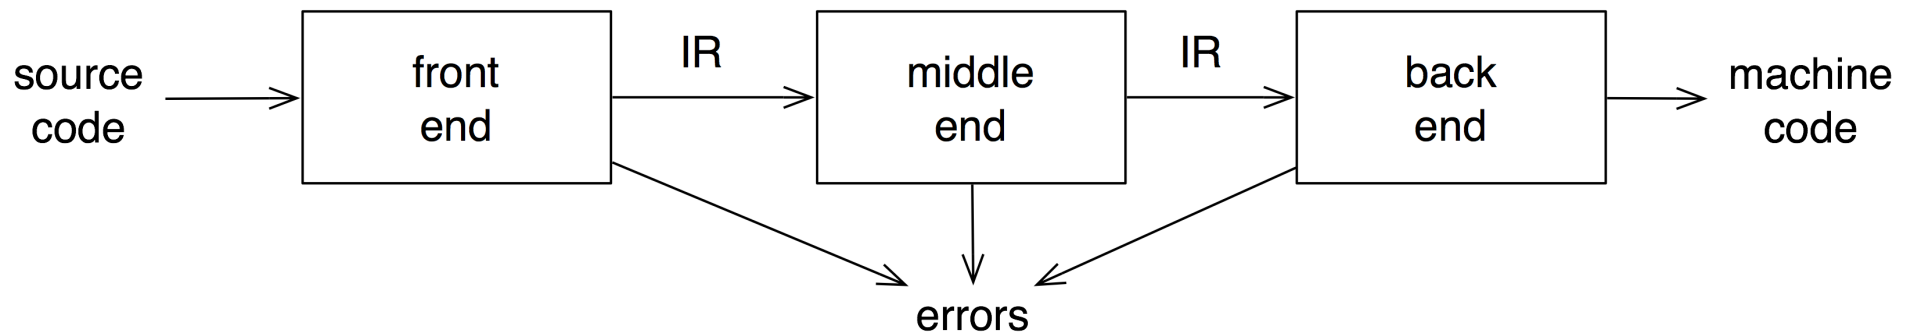 source
code
front
end
IR
middle
end
IR
back
end
machine
code
errors